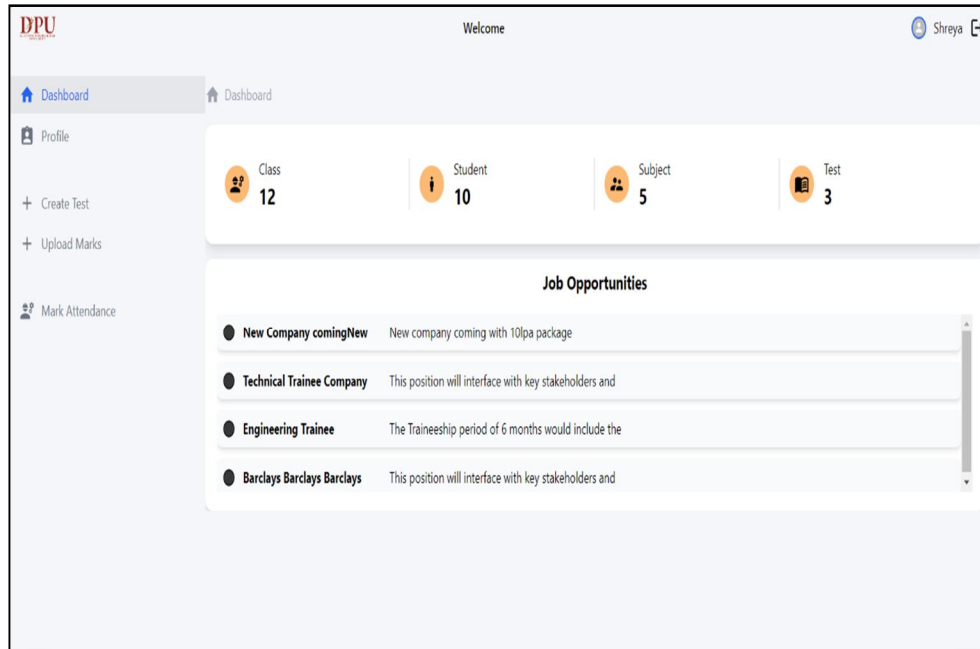 DPU
Welcome
Shreya
Dashboard
Dashboard
Profile
Create Test
Upload Marks
Mark Attendance
Class
12
Student
10
Subject
5
Test
3
Job Opportunities
New Company comingNew New company coming with 10lpa package
Technical Trainee Company This position will interface with key stakeholders and
Engineering Trainee The Traineeship period of 6 months would include the
Barclays Barclays Barclays This position will interface with key stakeholders and